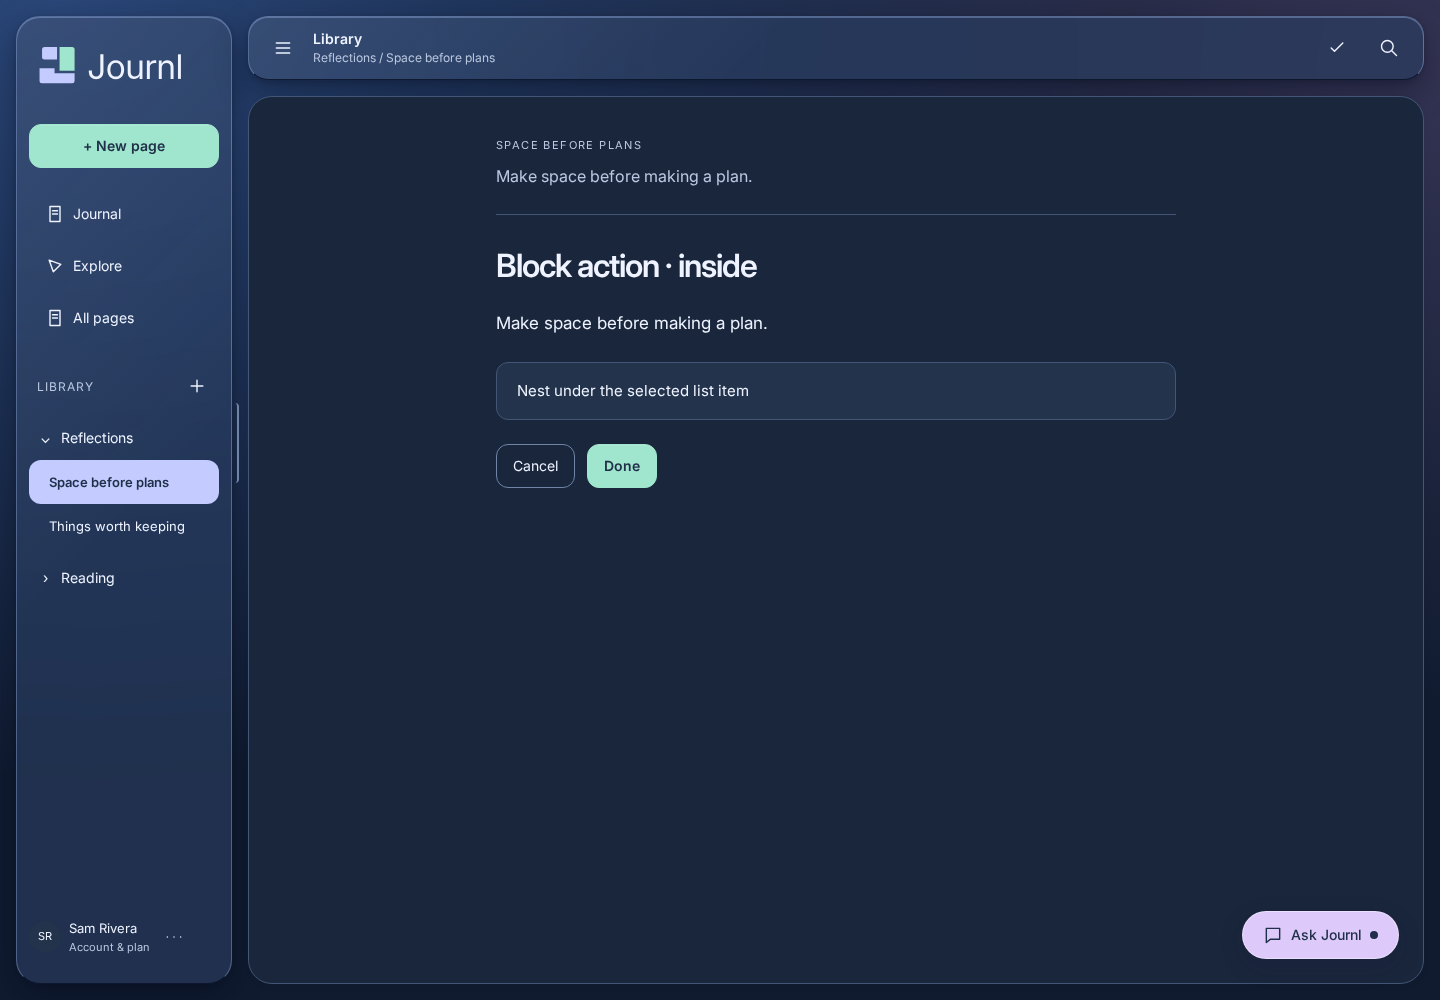 Journl
+ New page
Journal
Explore
All pages
LIBRARY
Reflections
Space before plans
Things worth keeping
Reading
SR
Sam Rivera
Account & plan
...
Library
Reflections / Space before plans
SPACE BEFORE PLANS
Make space before making a plan.
Block action · inside
Make space before making a plan.
Nest under the selected list item
Cancel
Done
Ask Journl